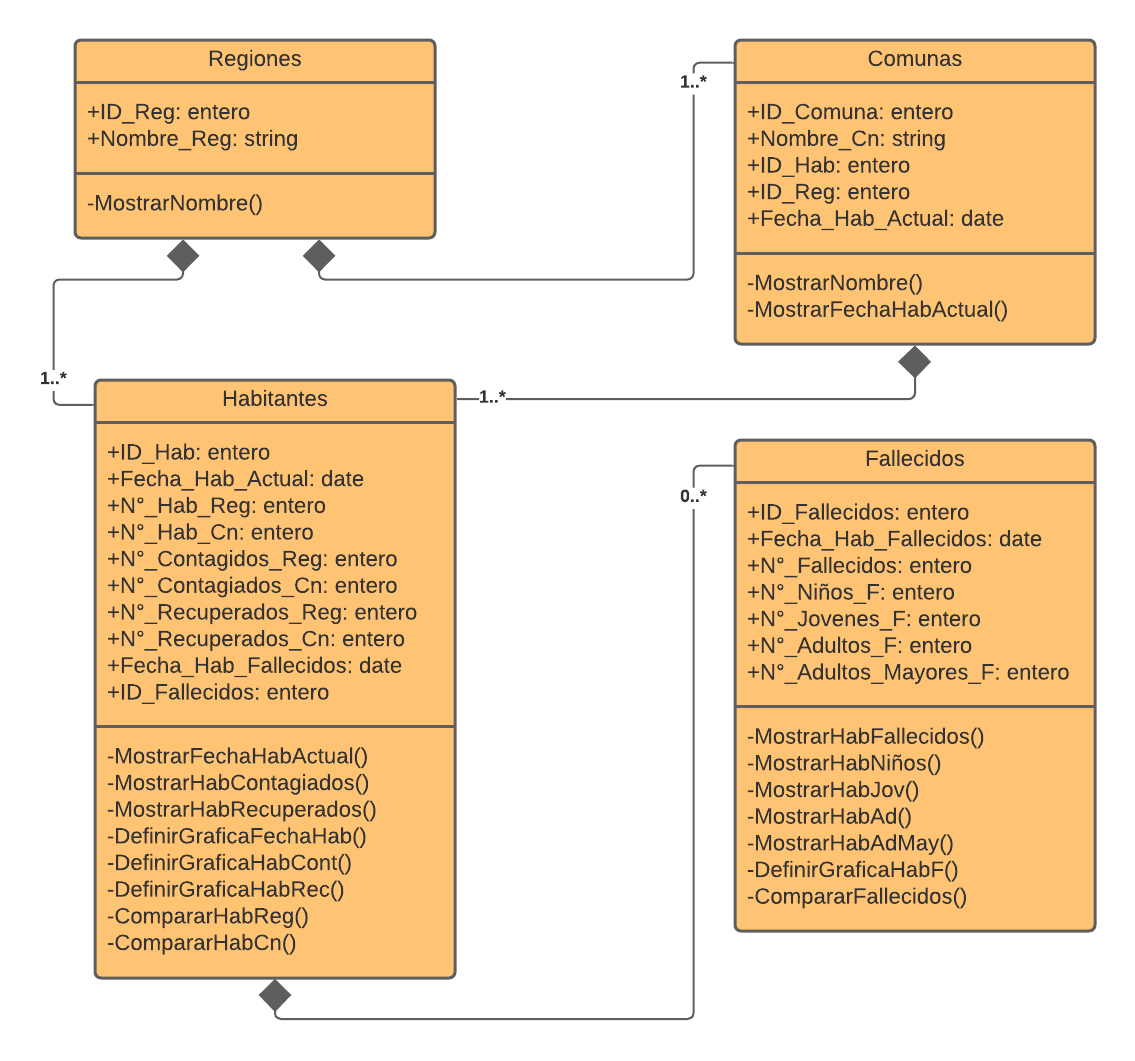 Regiones
+ID_Reg: entero
+Nombre_Reg: string
-MostrarNombre()
1..*
Comunas
+ID_Comuna: entero
+Nombre_Cn: string
+ID_Hab: entero
+ID_Reg: entero
+Fecha_Hab_Actual: date
-MostrarNombre()
-MostrarFechaHabActual()
1..*
Habitantes
1..*
+ID_Hab: entero
+Fecha_Hab_Actual: date
+N°_Hab_Reg: entero
+N°_Hab_Cn: entero
+N°_Contagidos_Reg: entero
+N°_Contagiados_Cn: entero
+N°_Recuperados_Reg: entero
+N°_Recuperados_Cn: entero
+Fecha_Hab_Fallecidos: date
+ID_Fallecidos: entero
-MostrarFechaHabActual()
-MostrarHabContagiados()
-MostrarHabRecuperados()
-DefinirGraficaFechaHab()
-DefinirGraficaHabCont()
-DefinirGraficaHabRec()
-CompararHabReg()
-CompararHabCn()
0..*
Fallecidos
+ID_Fallecidos: entero
+Fecha_Hab_Fallecidos: date
+N°_Fallecidos: entero
+N°_Niños_F: entero
+N°_Jovenes_F: entero
+N°_Adultos_F: entero
+N°_Adultos_Mayores_F: entero
-MostrarHabFallecidos()
-MostrarHabNiños()
-MostrarHabJov()
-MostrarHabAd()
-MostrarHabAdMay()
-DefinirGraficaHabF()
-CompararFallecidos()